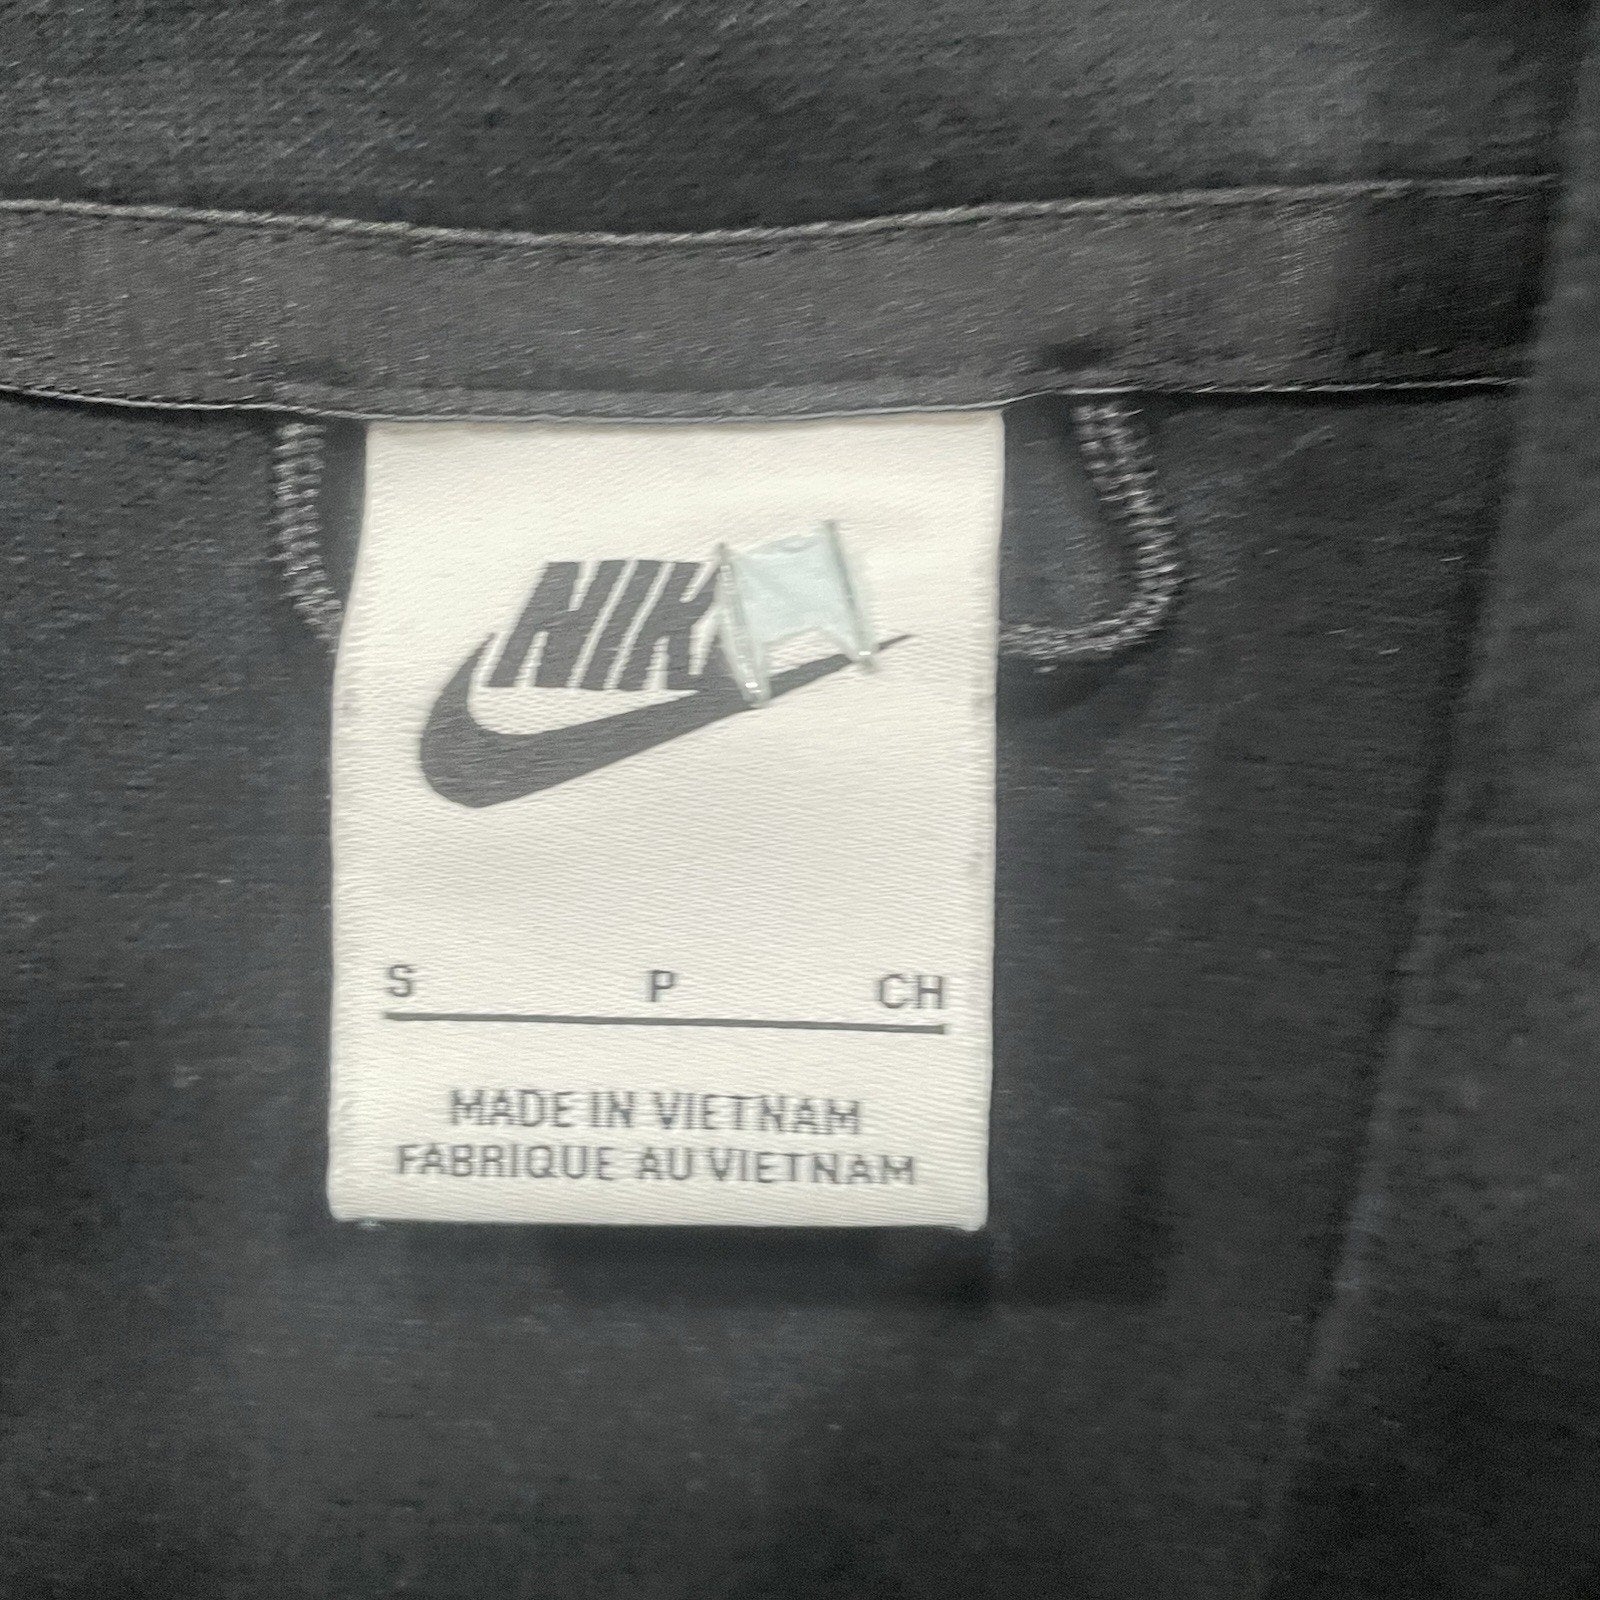 NIK
S P CH
MADE IN VIETNAM
FABRIQUE AU VIETNAM